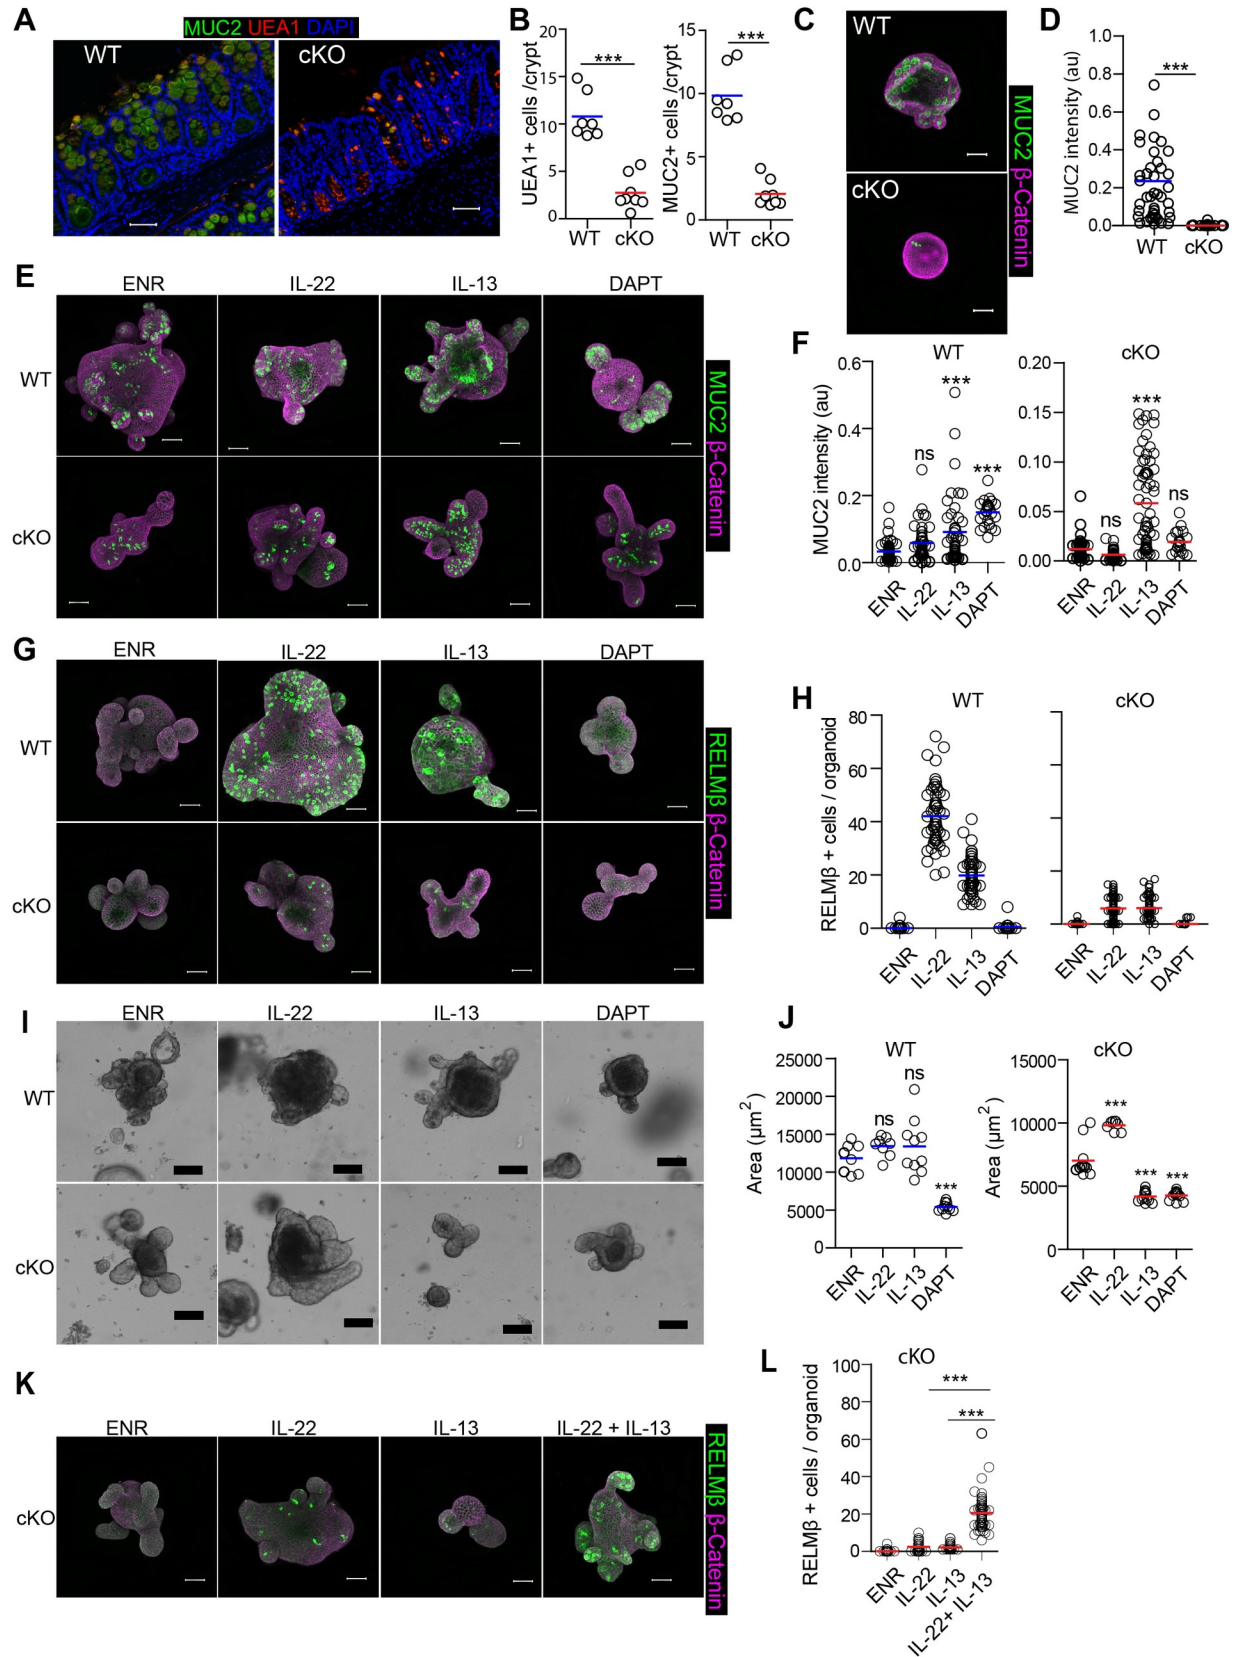 A
MUC2 UEA1 DAPI
WT
cKO
B
UEA1+ cells /crypt
20
15
10
5
0
***
WT
cKO
MUC2+ cells /crypt
15
10
5
0
***
WT
cKO
C
WT
cKO
MUC2 β-Catenin
D
MUC2 intensity (au)
1.0
0.8
0.6
0.4
0.2
0.0
***
WT
cKO
E
ENR
IL-22
IL-13
DAPT
WT
cKO
MUC2 β-Catenin
F
WT
MUC2 intensity (au)
0.6
0.4
0.2
0.0
ns
***
***
ENR
IL-22
IL-13
DAPT
cKO
0.20
0.15
0.10
0.05
0.00
ns
***
ns
ENR
IL-22
IL-13
DAPT
G
ENR
IL-22
IL-13
DAPT
WT
cKO
RELMβ β-Catenin
H
WT
RELMβ + cells / organoid
80
60
40
20
0
ENR
IL-22
IL-13
DAPT
cKO
ENR
IL-22
IL-13
DAPT
I
ENR
IL-22
IL-13
DAPT
WT
cKO
J
WT
Area (µm²)
25000
20000
15000
10000
5000
0
ns
ns
***
ENR
IL-22
IL-13
DAPT
cKO
Area (µm²)
15000
10000
5000
0
***
***
***
ENR
IL-22
IL-13
DAPT
K
ENR
IL-22
IL-13
IL-22 + IL-13
cKO
RELMβ β-Catenin
L
cKO
RELMβ + cells / organoid
100
80
60
40
20
0
***
***
ENR
IL-22
IL-13
IL-22+ IL-13